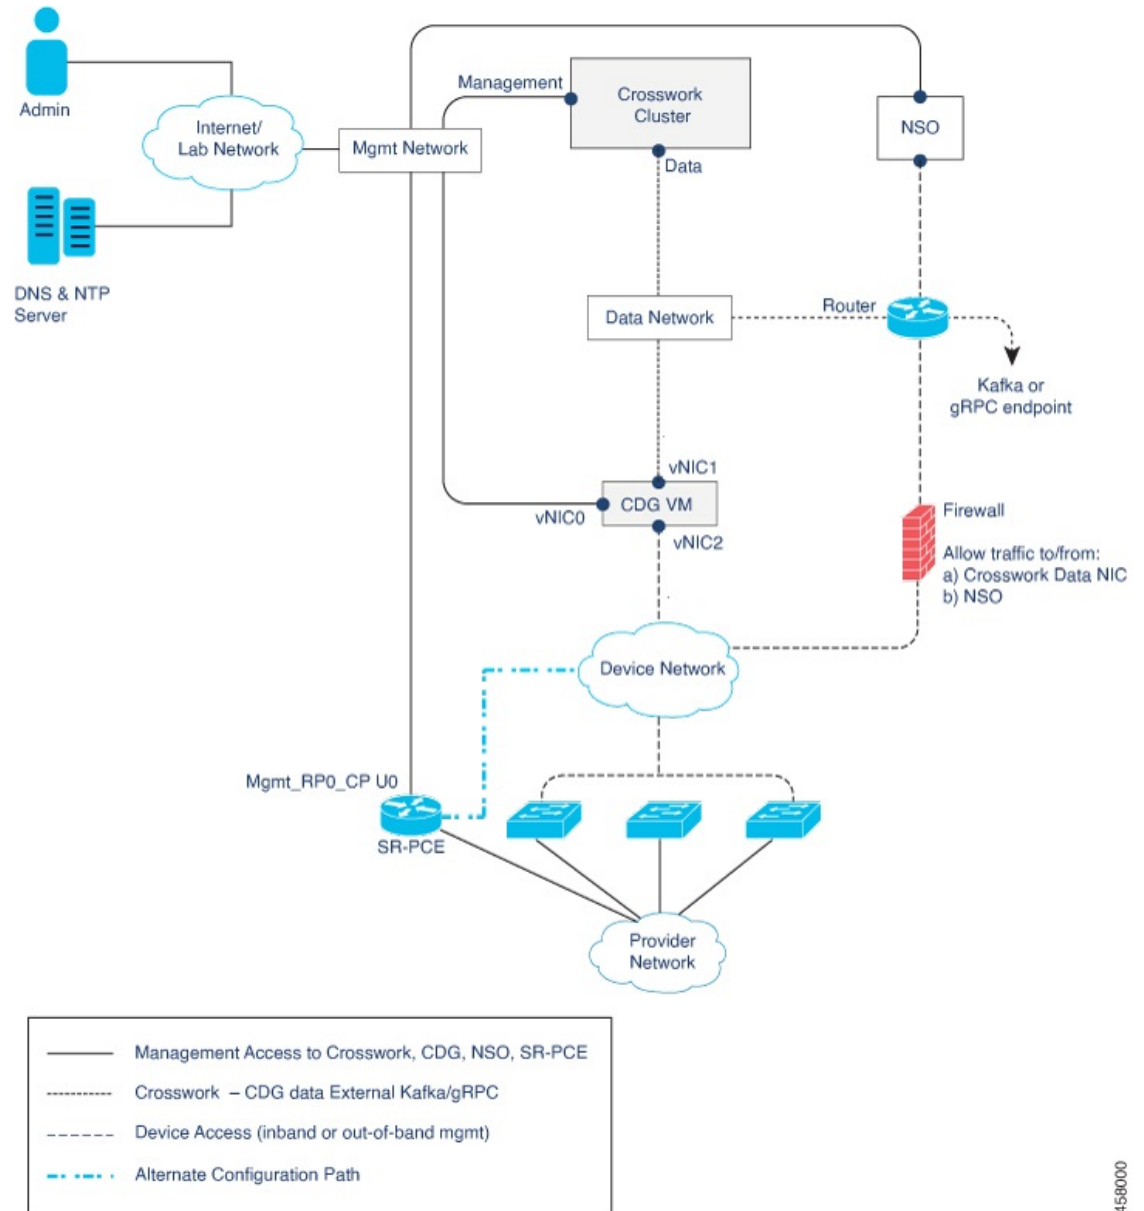 Admin
Internet/
Lab Network
Mgmt Network
Management
Crosswork
Cluster
NSO
Data
DNS & NTP
Server
Data Network
Router
Kafka or
gRPC endpoint
vNIC1
vNIC0
CDG VM
vNIC2
Firewall
Allow traffic to/from:
a) Crosswork Data NIC
b) NSO
Device Network
Mgmt_RP0_CP U0
SR-PCE
Provider
Network
Management Access to Crosswork, CDG, NSO, SR-PCE
Crosswork – CDG data External Kafka/gRPC
Device Access (inband or out-of-band mgmt)
Alternate Configuration Path
458000